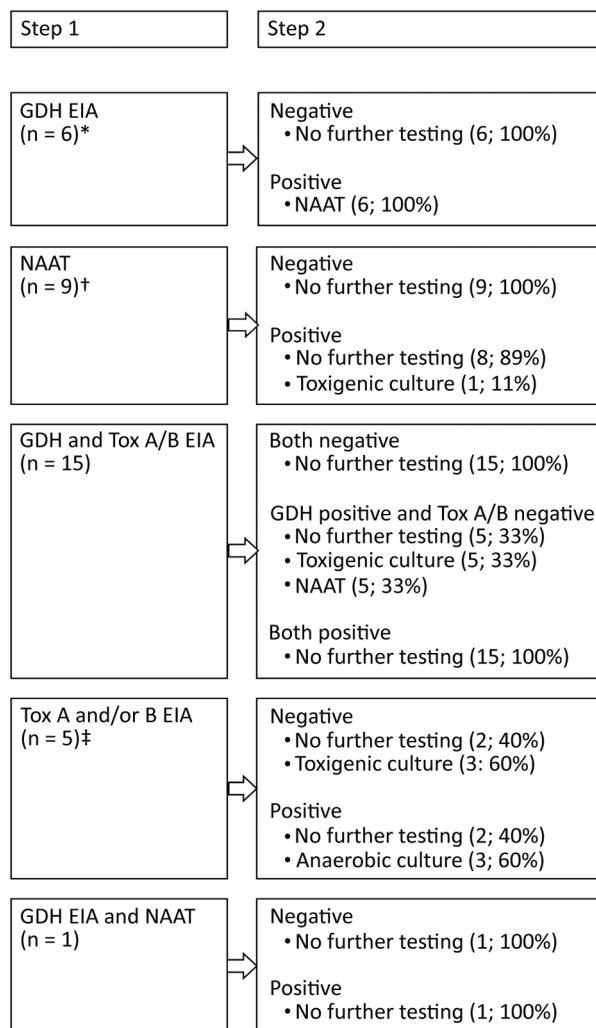 Step 1
Step 2
GDH EIA
(n = 6)*
Negative
• No further testing (6; 100%)
Positive
• NAAT (6; 100%)
NAAT
(n = 9)†
Negative
• No further testing (9; 100%)
Positive
• No further testing (8; 89%)
• Toxigenic culture (1; 11%)
GDH and Tox A/B EIA
(n = 15)
Both negative
• No further testing (15; 100%)
GDH positive and Tox A/B negative
• No further testing (5; 33%)
• Toxigenic culture (5; 33%)
• NAAT (5; 33%)
Both positive
• No further testing (15; 100%)
Tox A and/or B EIA
(n = 5)‡
Negative
• No further testing (2; 40%)
• Toxigenic culture (3: 60%)
Positive
• No further testing (2; 40%)
• Anaerobic culture (3; 60%)
GDH EIA and NAAT
(n = 1)
Negative
• No further testing (1; 100%)
Positive
• No further testing (1; 100%)